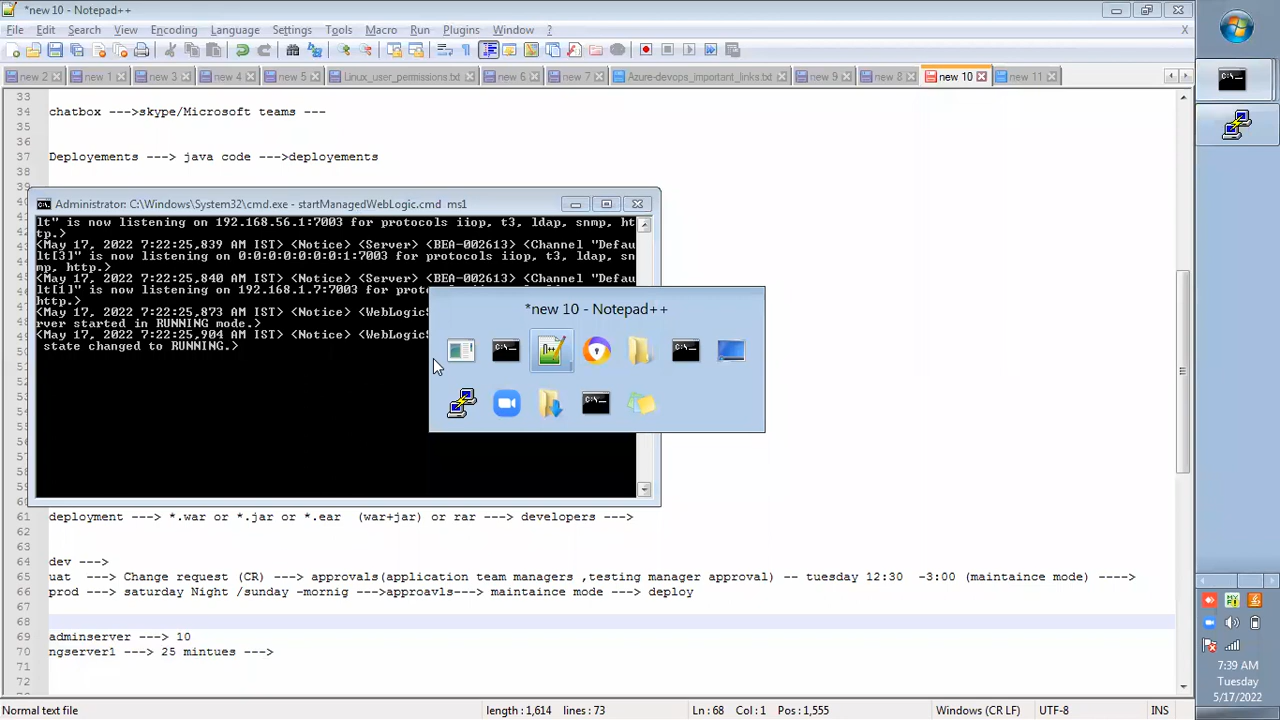 *new 10 - Notepad++
File Edit Search View Encoding Language Settings Tools Macro Run Plugins Window ?
new 2 new 1 new 3 new 4 new 5 Linux_user_permissions.txt new 6 new 7 Azure-devops_Important_links.txt new 9 new 8 new 10 new 11
33
34 chatbox --->skype/Microsoft teams ---
35
36
37 Deployements ---> java code --->deployements
38
39
Administrator: C:\Windows\System32\cmd.exe - startManagedWebLogic.cmd ms1
lt" is now listening on 192.168.56.1:7003 for protocols iiop, t3, ldap, snmp, ht
tp.>
<May 17, 2022 7:22:25,839 AM IST> <Notice> <Server> <BEA-002613> <Channel "Defau
lt[3]" is now listening on 0:0:0:0:0:0:0:1:7003 for protocols iiop, t3, ldap, sn
mp, http.>
<May 17, 2022 7:22:25,840 AM IST> <Notice> <Server> <BEA-002613> <Channel "Defau
lt[1]" is now listening on 192.168.1.7:7003 for
http.>
<May 17, 2022 7:22:25,873 AM IST> <Notice> <WebLogicS
rver started in RUNNING mode.>
<May 17, 2022 7:22:25,904 AM IST> <Notice> <WebLogicS
state changed to RUNNING.>
*new 10 - Notepad++
61 deployment ---> *.war or *.jar or *.ear (war+jar) or rar ---> developers --->
62
63
64 dev --->
65 uat ---> Change request (CR) ---> approvals(application team managers ,testing manager approval) -- tuesday 12:30 -3:00 (maintaince mode) ---->
66 prod ---> saturday Night /sunday -mornig --->approavls---> maintaince mode ---> deploy
67
68
69 adminserver ---> 10
70 ngserver1 ---> 25 mintues --->
71
72
Normal text file length : 1,614 lines : 73 Ln : 68 Col : 1 Pos : 1,555 Windows (CR LF) UTF-8 INS
7:39 AM
Tuesday
5/17/2022